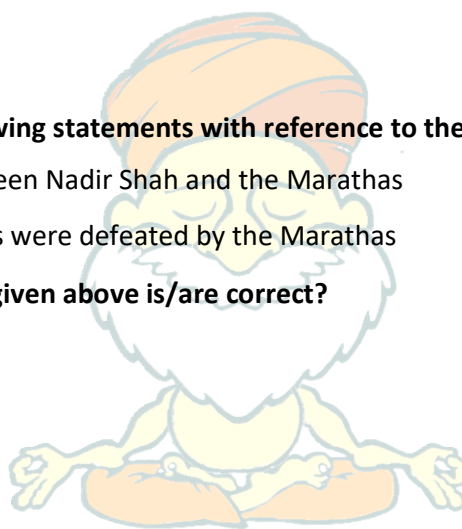 wing statements with reference to the
een Nadir Shah and the Marathas
s were defeated by the Marathas
given above is/are correct?